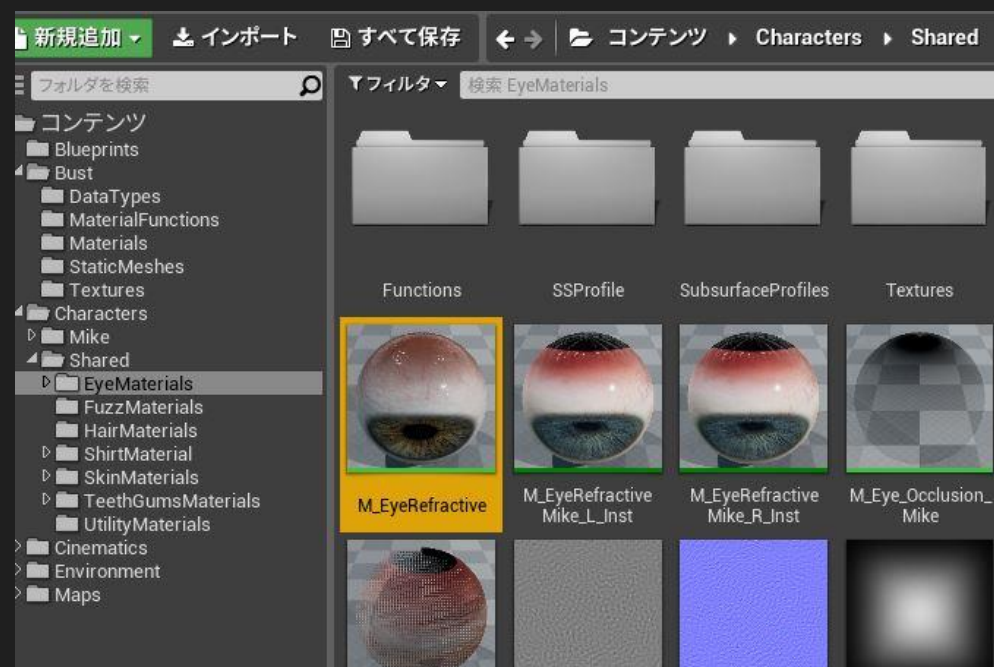 新規追加
インポート
すべて保存
コンテンツ
Characters
Shared
フォルダを検索
フィルタ
検索 EyeMaterials
コンテンツ
Blueprints
Bust
DataTypes
MaterialFunctions
Materials
StaticMeshes
Textures
Characters
Mike
Shared
EyeMaterials
FuzzMaterials
HairMaterials
ShirtMaterial
SkinMaterials
TeethGumsMaterials
UtilityMaterials
Cinematics
Environment
Maps
Functions
SSProfile
SubsurfaceProfiles
Textures
M_EyeRefractive
M_EyeRefractive
Mike_L_Inst
M_EyeRefractive
Mike_R_Inst
M_Eye_Occlusion_
Mike